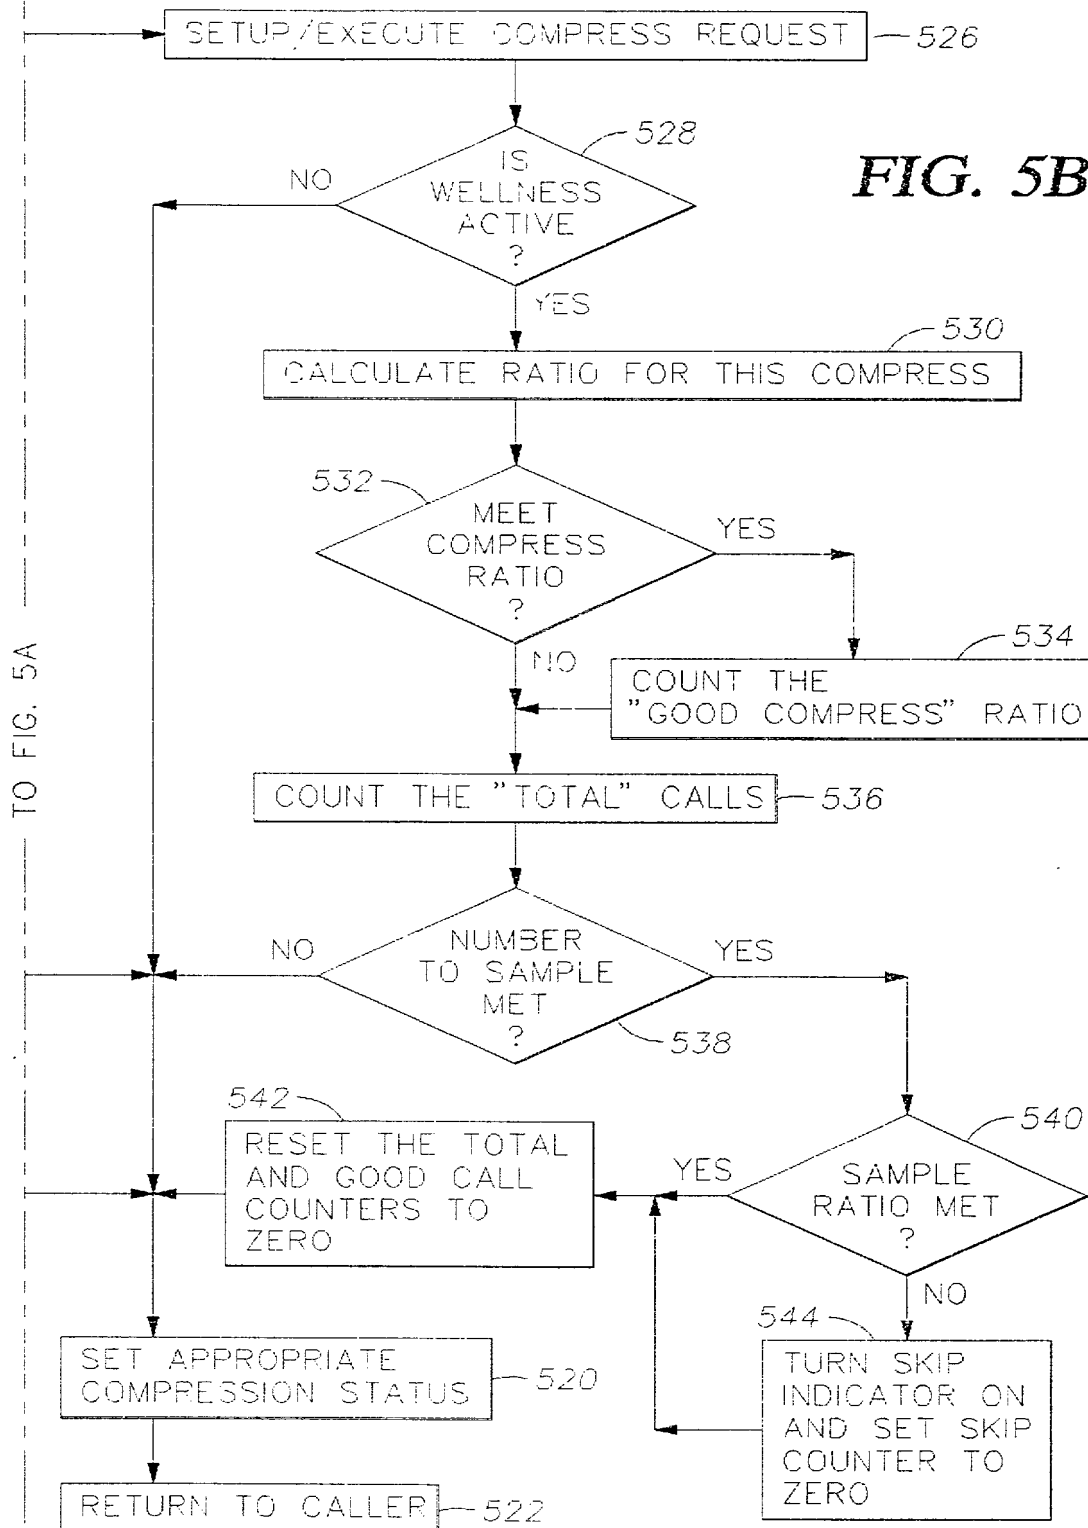 SETUP/EXECUTE COMPRESS REQUEST
526
528
IS
WELLNESS
ACTIVE
?
NO
FIG. 5B
YES
530
CALCULATE RATIO FOR THIS COMPRESS
532
MEET
COMPRESS
RATIO
?
YES
NO
534
COUNT THE
"GOOD COMPRESS" RATIO
TO FIG. 5A
COUNT THE "TOTAL" CALLS
536
NO
NUMBER
TO SAMPLE
MET
?
YES
538
542
RESET THE TOTAL
AND GOOD CALL
COUNTERS TO
ZERO
540
YES
SAMPLE
RATIO MET
?
NO
544
TURN SKIP
INDICATOR ON
AND SET SKIP
COUNTER TO
ZERO
SET APPROPRIATE
COMPRESSION STATUS
520
RETURN TO CALLER
522